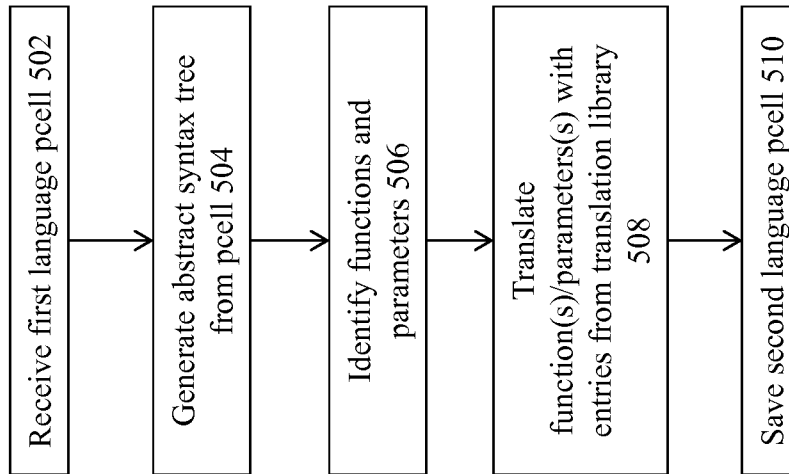 Receive first language pcell 502
Generate abstract syntax tree
from pcell 504
Identify functions and
parameters 506
Translate
function(s)/parameters(s) with
entries from translation library
508
Save second language pcell 510